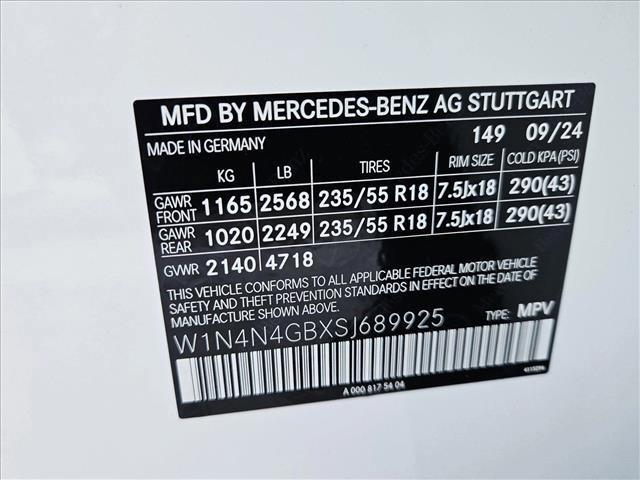 MFD BY MERCEDES-BENZ AG STUTTGART
MADE IN GERMANY 149 09/24
KG LB TIRES RIM SIZE COLD KPA(PSI)
GAWR FRONT 1165 2568 235/55 R18 7.5Jx18 290(43)
GAWR REAR 1020 2249 235/55 R18 7.5Jx18 290(43)
GVWR 2140 4718
THIS VEHICLE CONFORMS TO ALL APPLICABLE FEDERAL MOTOR VEHICLE
SAFETY AND THEFT PREVENTION STANDARDS IN EFFECT ON THE DATE OF
MANUFACTURE SHOWN ABOVE.
W1N4N4GBXSJ689925 TYPE: MPV
A 000 817 54 04